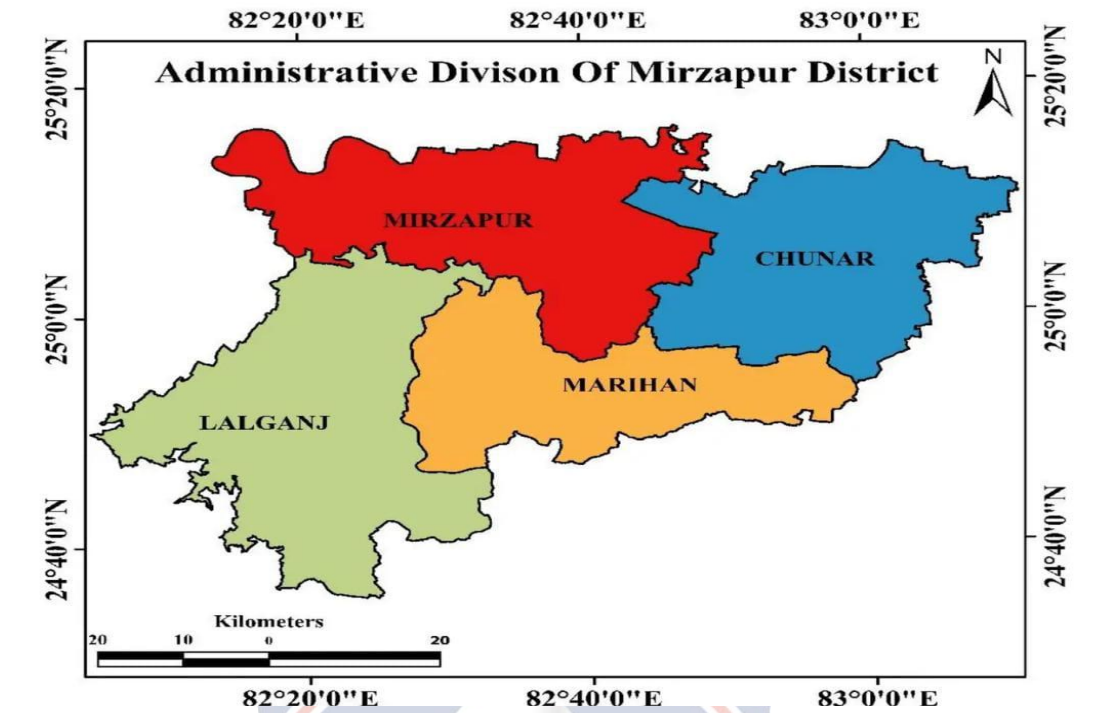 82°20'0"E 82°40'0"E 83°0'0"E
Administrative Divison Of Mirzapur District
N
25°20'0"N
25°20'0"N
MIRZAPUR
CHUNAR
25°0'0"N
25°0'0"N
MARIHAN
LALGANJ
24°40'0"N
24°40'0"N
Kilometers
20 10 0 20
82°20'0"E 82°40'0"E 83°0'0"E